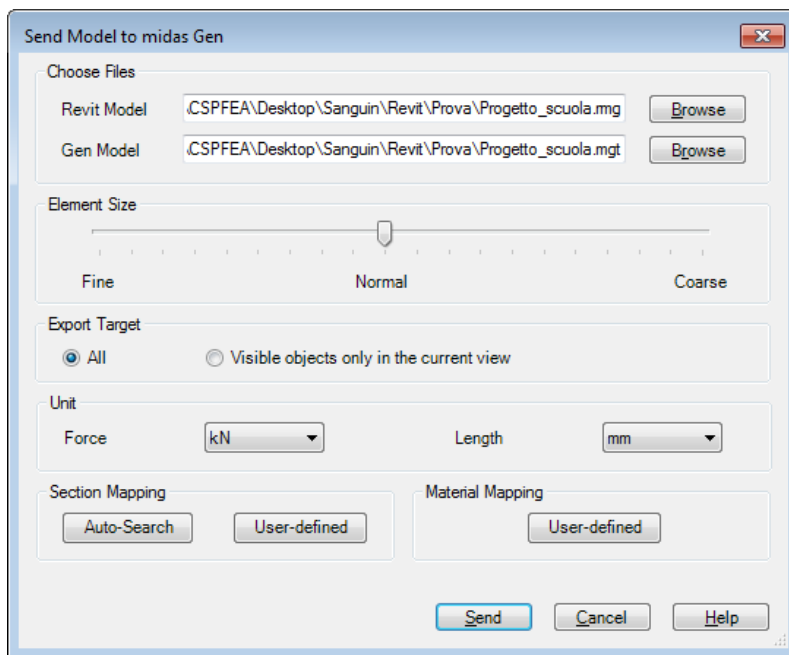 Send Model to midas Gen
Choose Files
Revit Model .CSPFEA\Desktop\Sanguin\Revit\Prova\Progetto_scuola.rmg Browse
Gen Model .CSPFEA\Desktop\Sanguin\Revit\Prova\Progetto_scuola.mgt Browse
Element Size
Fine Normal Coarse
Export Target
All Visible objects only in the current view
Unit
Force kN Length mm
Section Mapping Material Mapping
Auto-Search User-defined User-defined
Send Cancel Help